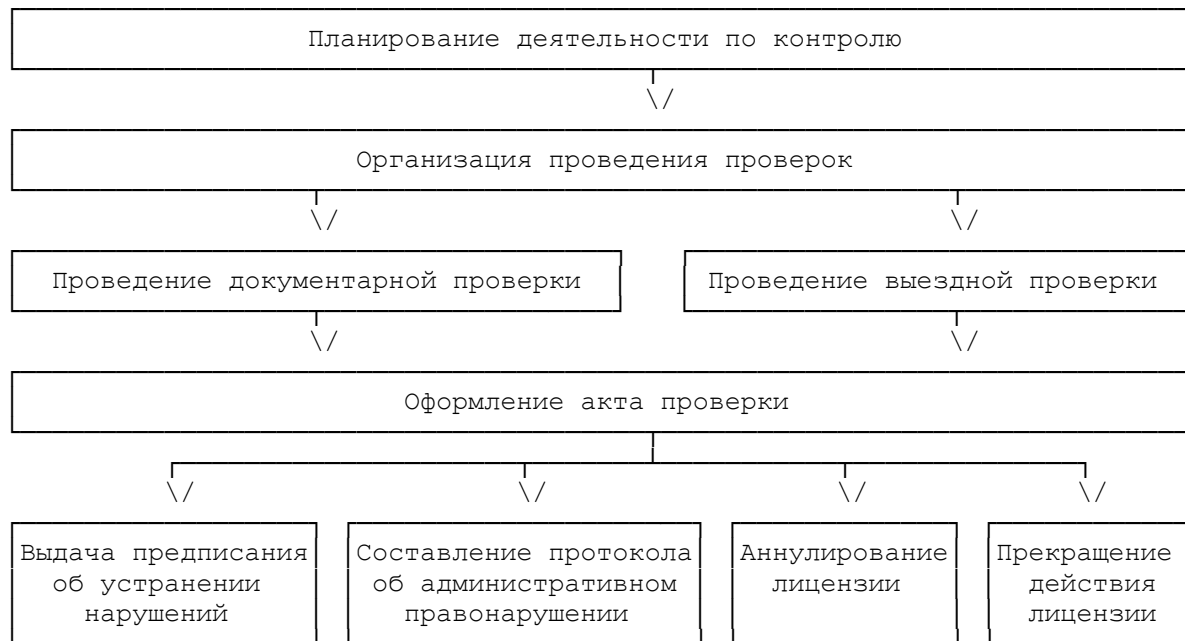 Планирование деятельности по контролю
Организация проведения проверок
Проведение документарной проверки
Проведение выездной проверки
Оформление акта проверки
Выдача предписания
об устранении
нарушений
Составление протокола
об административном
правонарушении
Аннулирование
лицензии
Прекращение
действия
лицензии